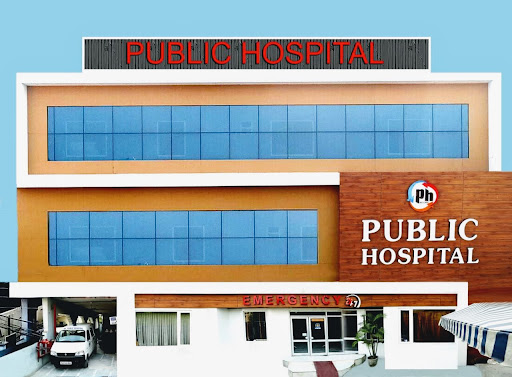 PUBLIC HOSPITAL
Ph
PUBLIC
HOSPITAL
EMERGENCY